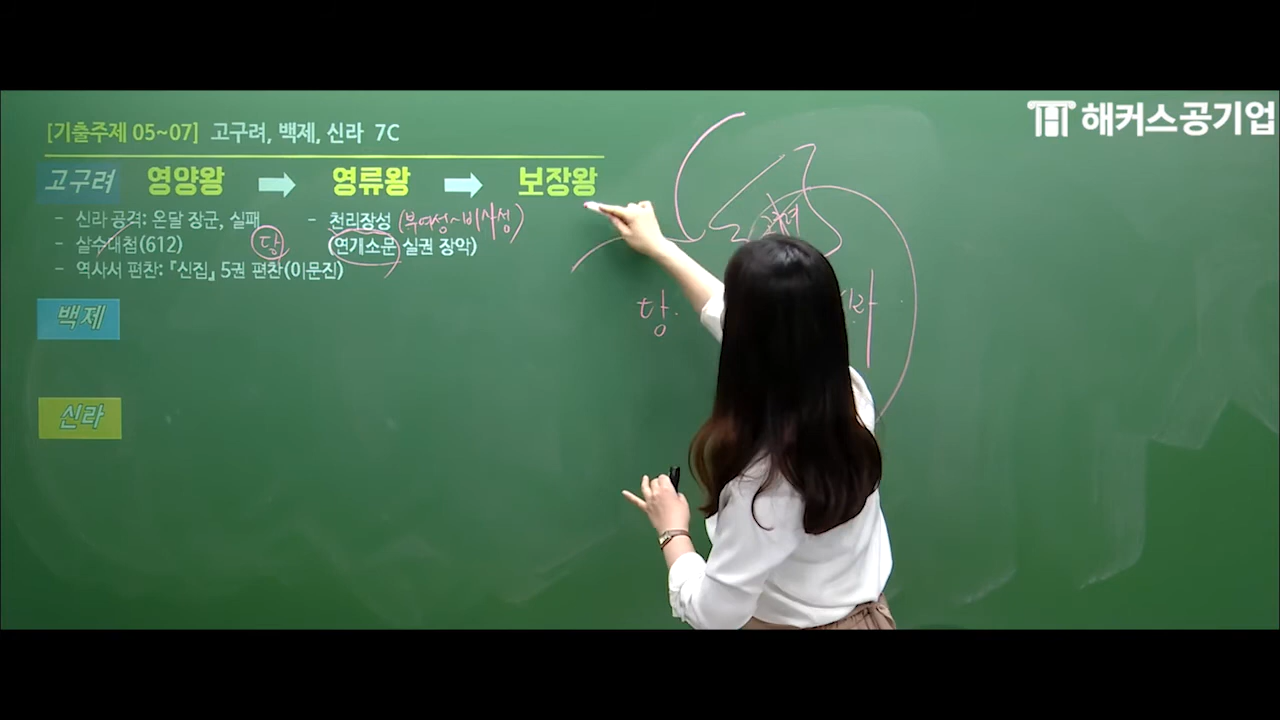 해커스공기업
[기출주제 05~07] 고구려, 백제, 신라 7C
고구려 영양왕 영류왕 보장왕
- 신라 공격: 온달 장군, 실패
- 살수대첩(612)
- 역사서 편찬: 『신집』 5권 편찬(이문진)
당
- 천리장성 (부여성~비사성)
(연개소문 실권 장악)
백제
신라
당